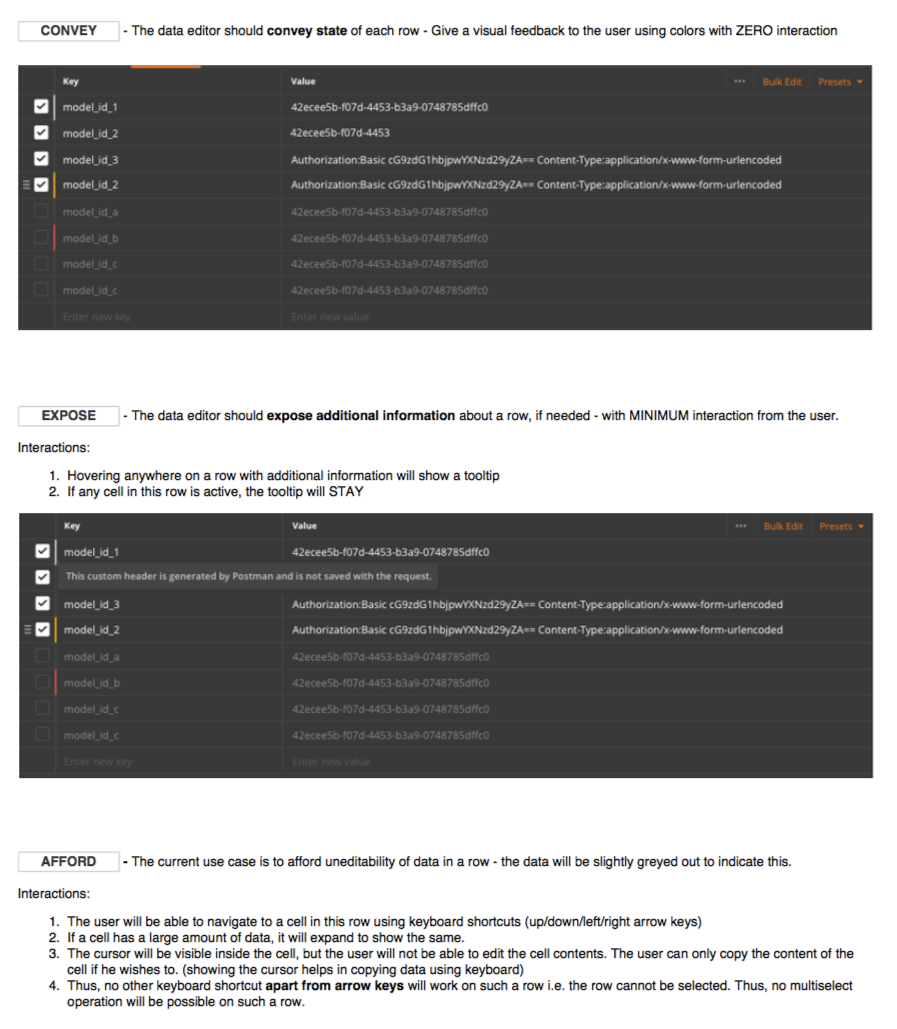 CONVEY - The data editor should convey state of each row - Give a visual feedback to the user using colors with ZERO interaction
Key Value ••• Bulk Edit Presets
model_id_1 42ecee5b-f07d-4453-b3a9-0748785dffc0
model_id_2 42ecee5b-f07d-4453
model_id_3 Authorization:Basic cG9zdG1hbjpwYXNzd29yZA== Content-Type:application/x-www-form-urlencoded
model_id_2 Authorization:Basic cG9zdG1hbjpwYXNzd29yZA== Content-Type:application/x-www-form-urlencoded
model_id_a 42ecee5b-f07d-4453-b3a9-0748785dffc0
model_id_b 42ecee5b-f07d-4453-b3a9-0748785dffc0
model_id_c 42ecee5b-f07d-4453-b3a9-0748785dffc0
model_id_c 42ecee5b-f07d-4453-b3a9-0748785dffc0
Enter new key Enter new value
EXPOSE - The data editor should expose additional information about a row, if needed - with MINIMUM interaction from the user.
Interactions:
1. Hovering anywhere on a row with additional information will show a tooltip
2. If any cell in this row is active, the tooltip will STAY
Key Value ••• Bulk Edit Presets
model_id_1 42ecee5b-f07d-4453-b3a9-0748785dffc0
This custom header is generated by Postman and is not saved with the request.
model_id_3 Authorization:Basic cG9zdG1hbjpwYXNzd29yZA== Content-Type:application/x-www-form-urlencoded
model_id_2 Authorization:Basic cG9zdG1hbjpwYXNzd29yZA== Content-Type:application/x-www-form-urlencoded
model_id_a 42ecee5b-f07d-4453-b3a9-0748785dffc0
model_id_b 42ecee5b-f07d-4453-b3a9-0748785dffc0
model_id_c 42ecee5b-f07d-4453-b3a9-0748785dffc0
model_id_c 42ecee5b-f07d-4453-b3a9-0748785dffc0
Enter new key Enter new value
AFFORD - The current use case is to afford uneditability of data in a row - the data will be slightly greyed out to indicate this.
Interactions:
1. The user will be able to navigate to a cell in this row using keyboard shortcuts (up/down/left/right arrow keys)
2. If a cell has a large amount of data, it will expand to show the same.
3. The cursor will be visible inside the cell, but the user will not be able to edit the cell contents. The user can only copy the content of the
cell if he wishes to. (showing the cursor helps in copying data using keyboard)
4. Thus, no other keyboard shortcut apart from arrow keys will work on such a row i.e. the row cannot be selected. Thus, no multiselect
operation will be possible on such a row.